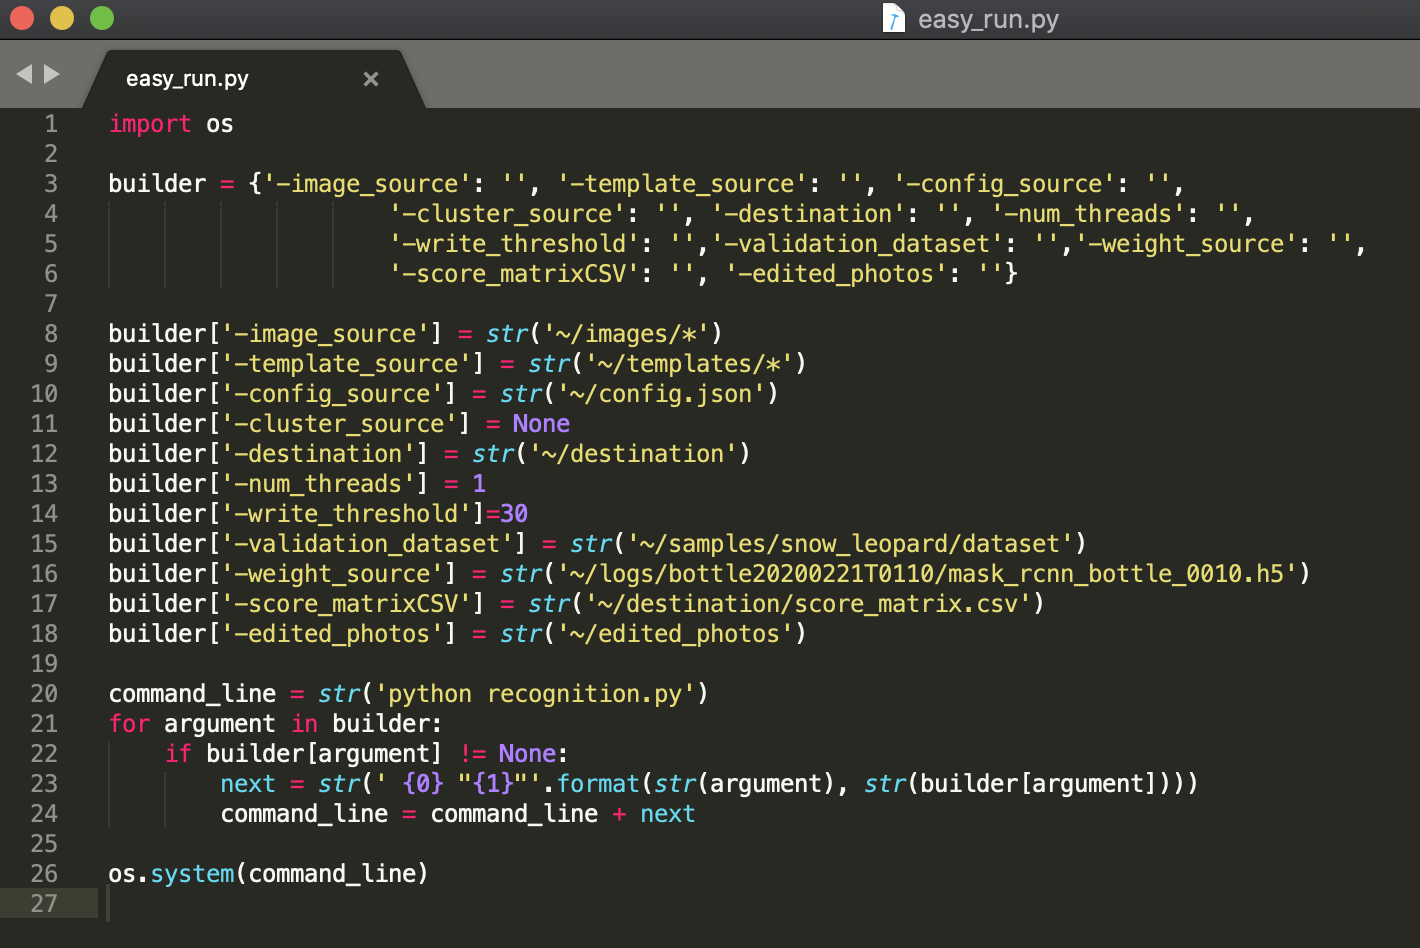 easy_run.py
easy_run.py ×
1 import os
2
3 builder = {'-image_source': '', '-template_source': '', '-config_source': '',
4 '-cluster_source': '', '-destination': '', '-num_threads': '',
5 '-write_threshold': '','-validation_dataset': '','-weight_source': '',
6 '-score_matrixCSV': '', '-edited_photos': ''}
7
8 builder['-image_source'] = str('~/images/*')
9 builder['-template_source'] = str('~/templates/*')
10 builder['-config_source'] = str('~/config.json')
11 builder['-cluster_source'] = None
12 builder['-destination'] = str('~/destination')
13 builder['-num_threads'] = 1
14 builder['-write_threshold']=30
15 builder['-validation_dataset'] = str('~/samples/snow_leopard/dataset')
16 builder['-weight_source'] = str('~/logs/bottle20200221T0110/mask_rcnn_bottle_0010.h5')
17 builder['-score_matrixCSV'] = str('~/destination/score_matrix.csv')
18 builder['-edited_photos'] = str('~/edited_photos')
19
20 command_line = str('python recognition.py')
21 for argument in builder:
22 if builder[argument] != None:
23 next = str(' {0} "{1}"'.format(str(argument), str(builder[argument])))
24 command_line = command_line + next
25
26 os.system(command_line)
27